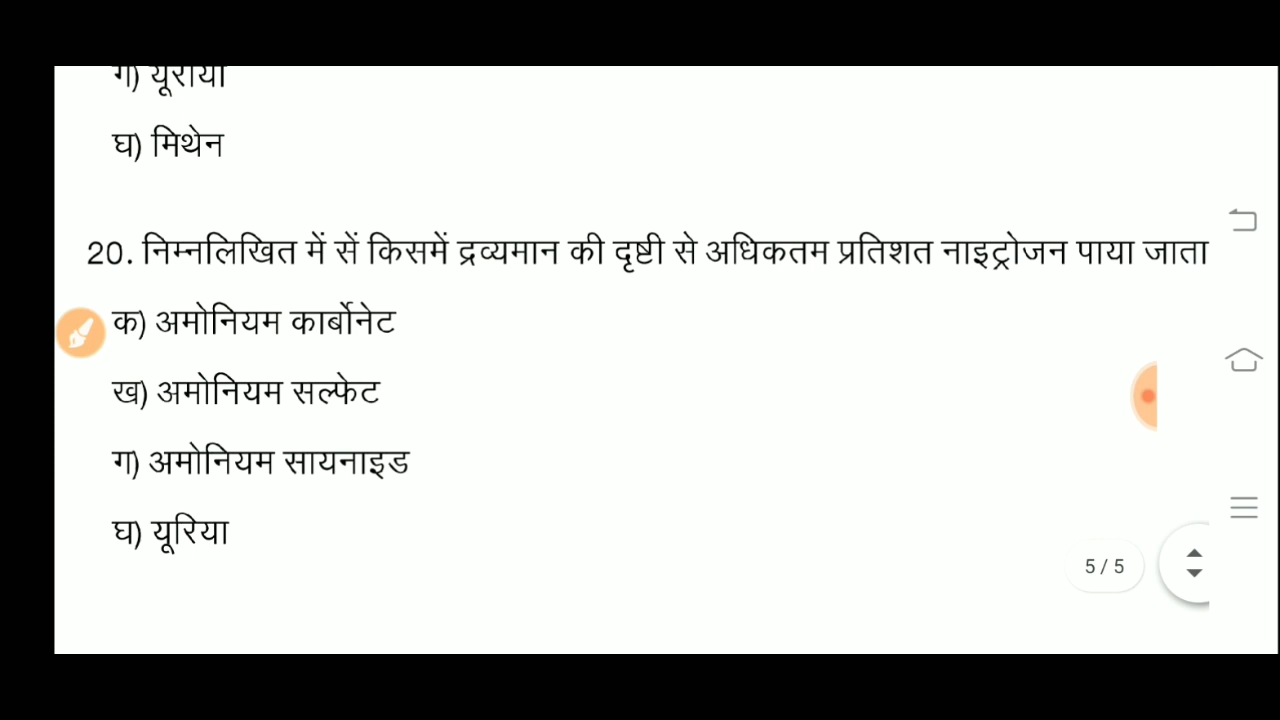 ग) यूरीया
घ) मिथेन
20. निम्नलिखित में सें किसमें द्रव्यमान की दृष्टी से अधिकतम प्रतिशत नाइट्रोजन पाया जाता
क) अमोनियम कार्बोनेट
ख) अमोनियम सल्फेट
ग) अमोनियम सायनाइड
घ) यूरिया
5 / 5